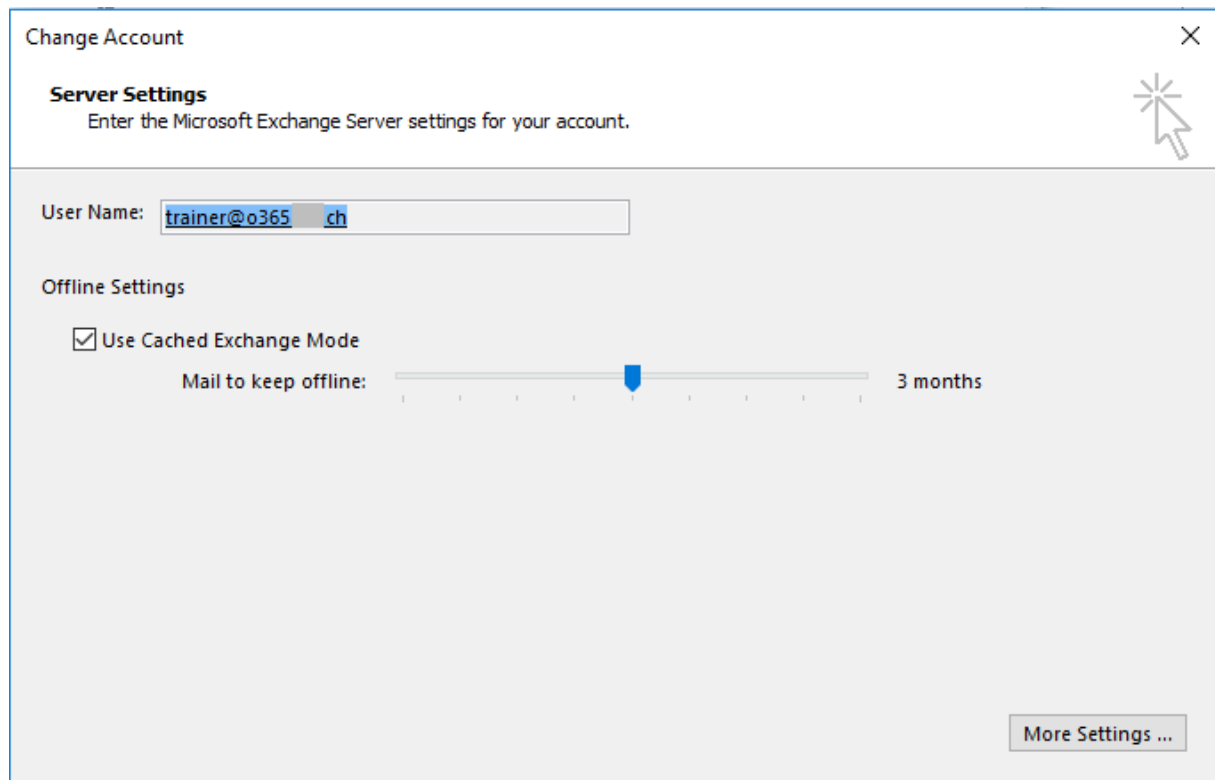 Change Account
Server Settings
Enter the Microsoft Exchange Server settings for your account.
User Name: trainer@o365 ch
Offline Settings
Use Cached Exchange Mode
Mail to keep offline: 3 months
More Settings ...